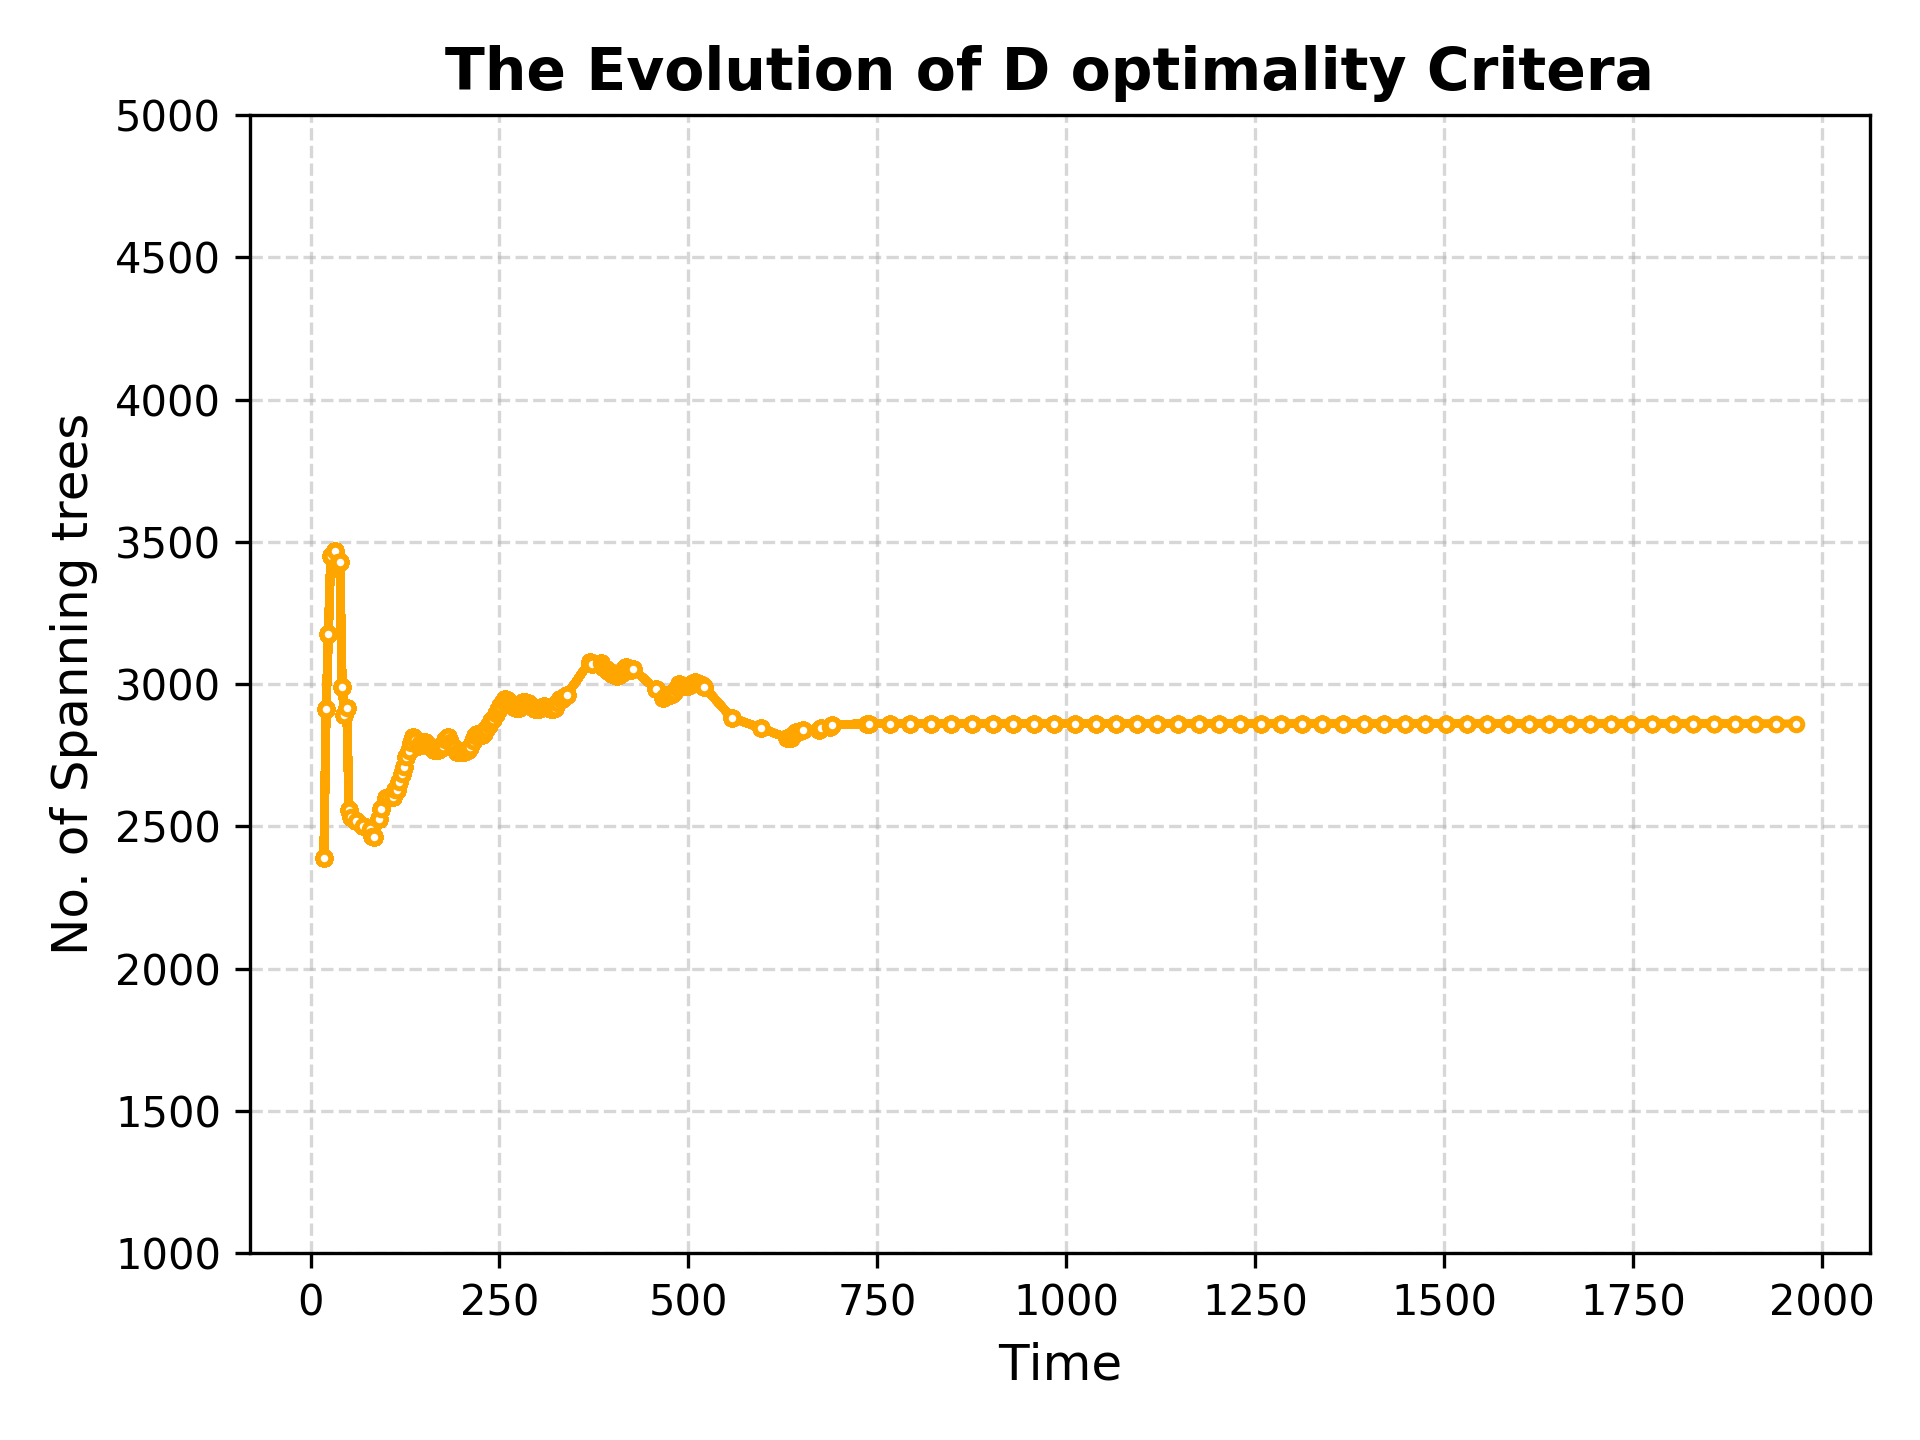 The Evolution of D optimality Critera
5000
4500
4000
3500
3000
2500
2000
1500
1000
No. of Spanning trees
0 250 500 750 1000 1250 1500 1750 2000
Time